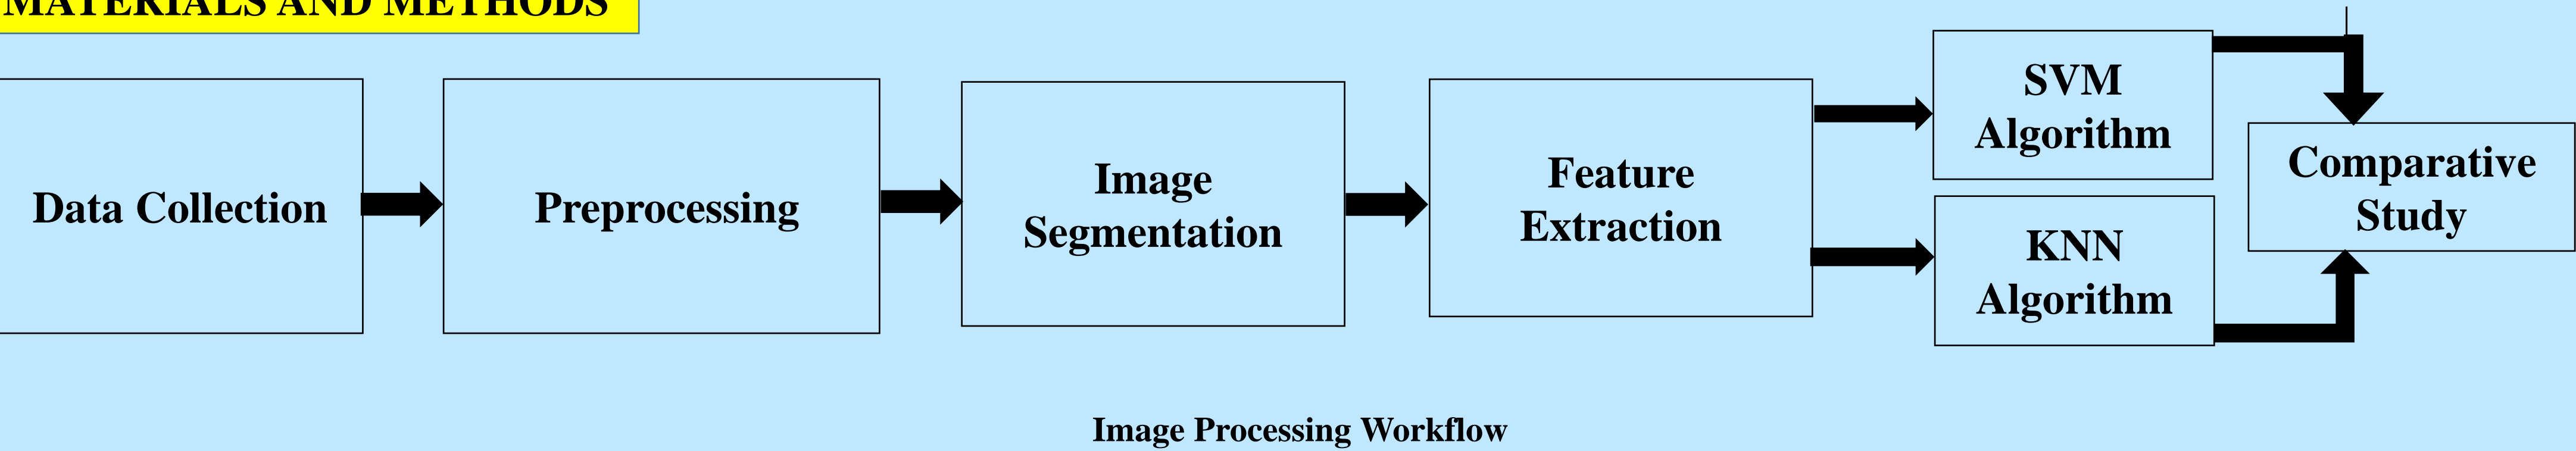 MATERIALS AND METHODS
Data Collection
Preprocessing
Image
Segmentation
Feature
Extraction
SVM
Algorithm
KNN
Algorithm
Comparative
Study
Image Processing Workflow